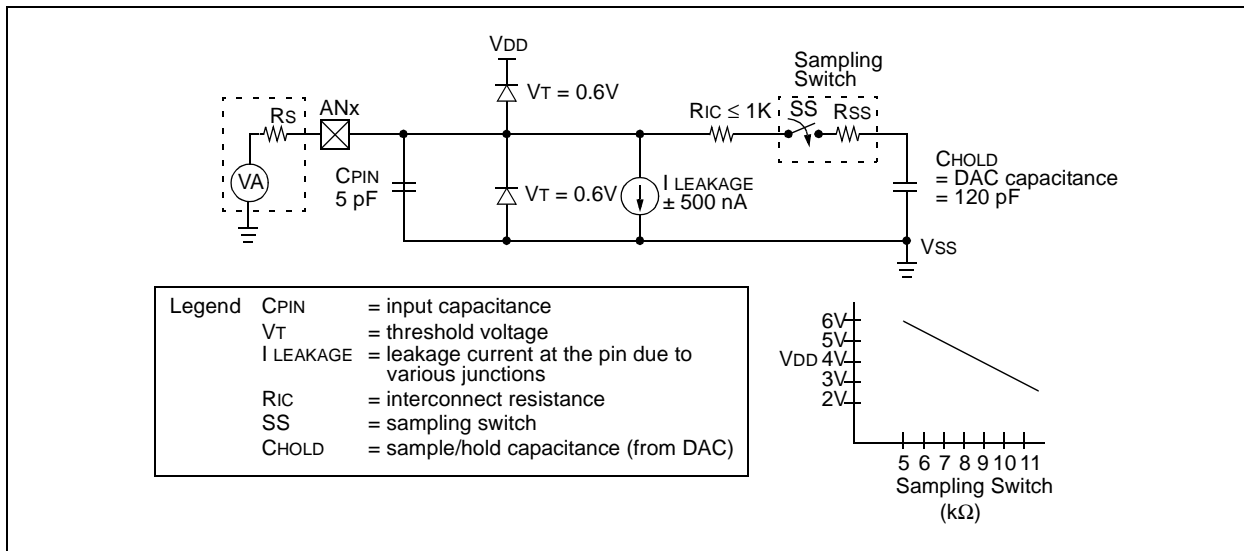 VDD
Sampling
Switch
VT = 0.6V
RS
ANx
RIC ≤ 1K
SS
RSS
VA
CPIN
5 pF
VT = 0.6V
I LEAKAGE
± 500 nA
CHOLD
= DAC capacitance
= 120 pF
VSS
Legend CPIN = input capacitance
VT = threshold voltage
I LEAKAGE = leakage current at the pin due to
various junctions
RIC = interconnect resistance
SS = sampling switch
CHOLD = sample/hold capacitance (from DAC)
6V
5V
VDD 4V
3V
2V
5 6 7 8 9 10 11
Sampling Switch
(kΩ)